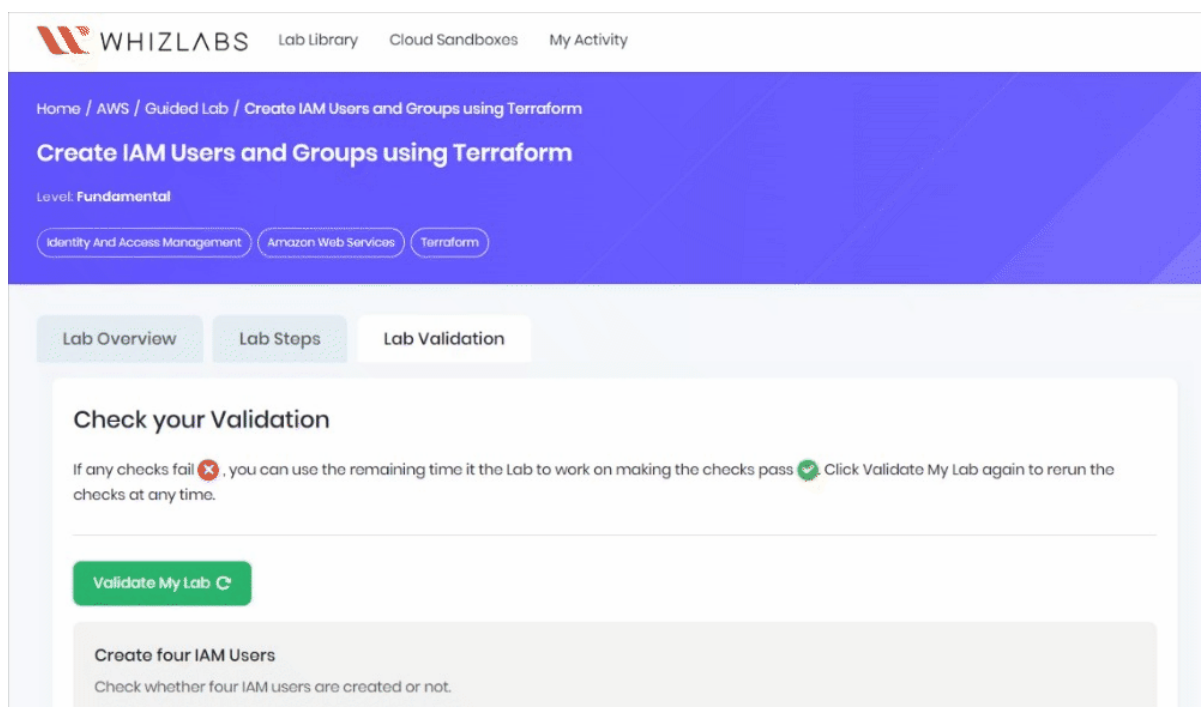 WHIZLABS Lab Library Cloud Sandboxes My Activity
Home / AWS / Guided Lab / Create IAM Users and Groups using Terraform
Create IAM Users and Groups using Terraform
Level: Fundamental
Identity And Access Management Amazon Web Services Terraform
Lab Overview Lab Steps Lab Validation
Check your Validation
If any checks fail , you can use the remaining time it the Lab to work on making the checks pass . Click Validate My Lab again to rerun the
checks at any time.
Validate My Lab
Create four IAM Users
Check whether four IAM users are created or not.